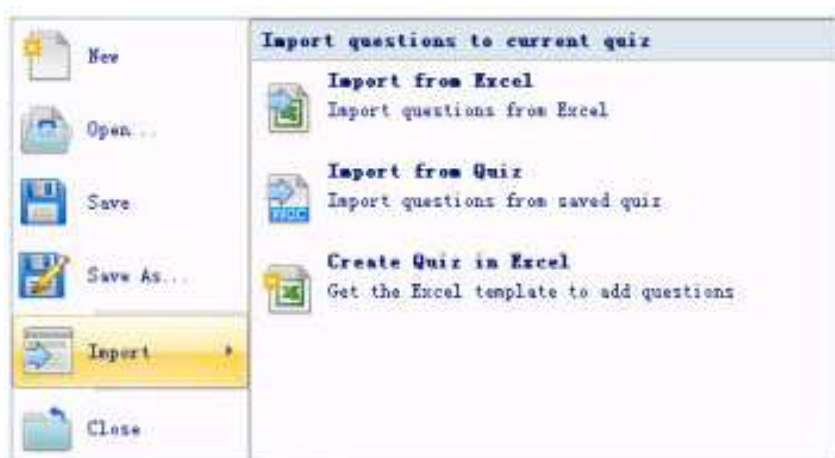 New
Open...
Save
Save As...
Import
Close
Import questions to current quiz
Import from Excel
Import questions from Excel
Import from Quiz
Import questions from saved quiz
Create Quiz in Excel
Get the Excel template to add questions